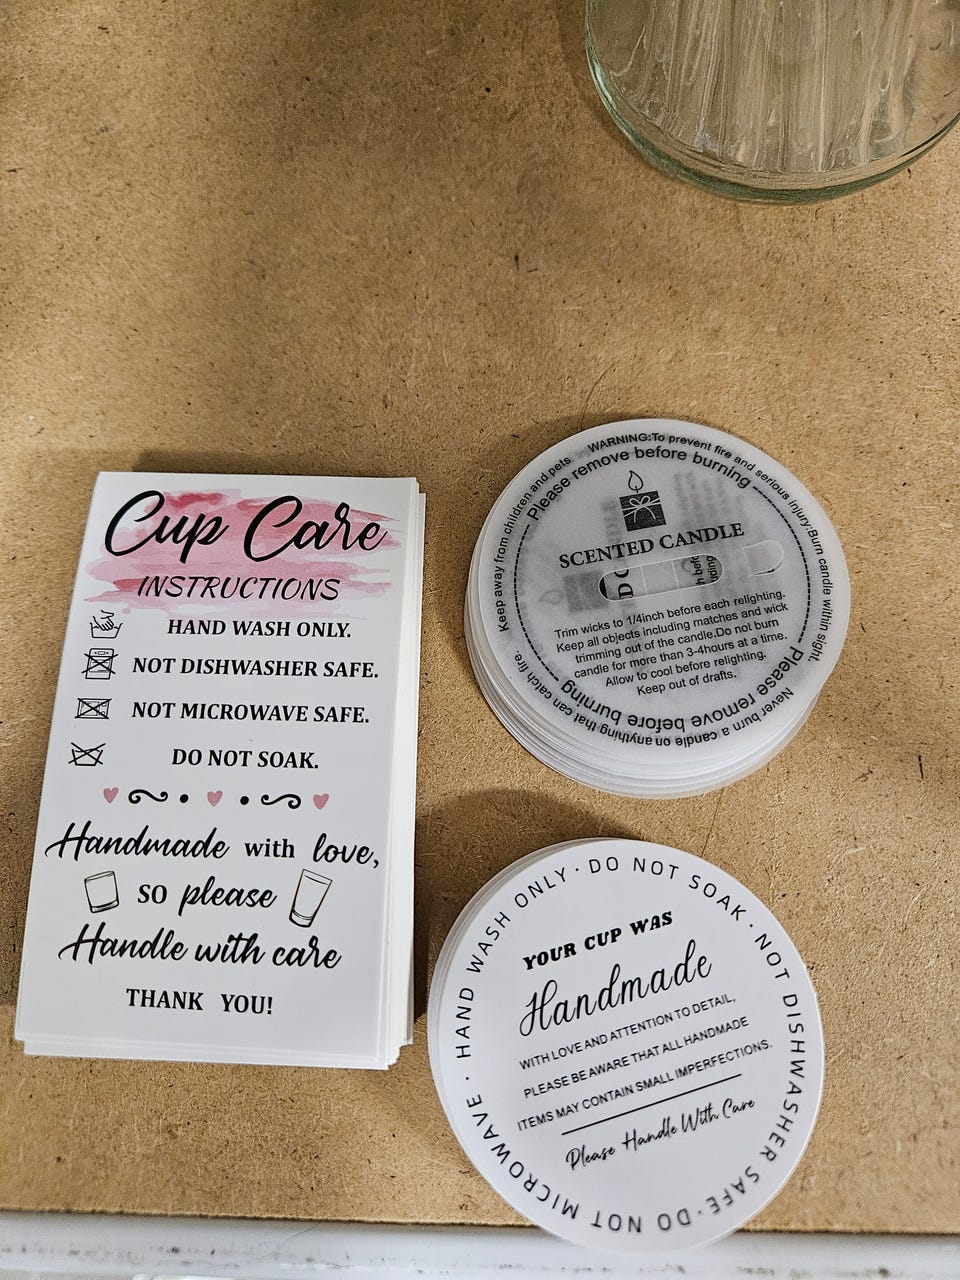 Cup Care
INSTRUCTIONS
HAND WASH ONLY.
NOT DISHWASHER SAFE.
NOT MICROWAVE SAFE.
DO NOT SOAK.
Handmade with love,
so please
Handle with care
THANK YOU!
WARNING:To prevent fire and serious injury:Burn candle within sight.
Never burn a candle on anything that can catch fire.
Keep away from children and pets
Please remove before burning
SCENTED CANDLE
Trim wicks to 1/4inch before each relighting.
Keep all objects including matches and wick
trimming out of the candle.Do not burn
candle for more than 3-4hours at a time.
Allow to cool before relighting.
Keep out of drafts.
Please remove before burning
HAND WASH ONLY· DO NOT SOAK· NOT DISHWASHER SAFE·DO NOT MICROWAVE·
YOUR CUP WAS
Handmade
WITH LOVE AND ATTENTION TO DETAIL,
PLEASE BE AWARE THAT ALL HANDMADE
ITEMS MAY CONTAIN SMALL IMPERFECTIONS.
Please Handle With Care